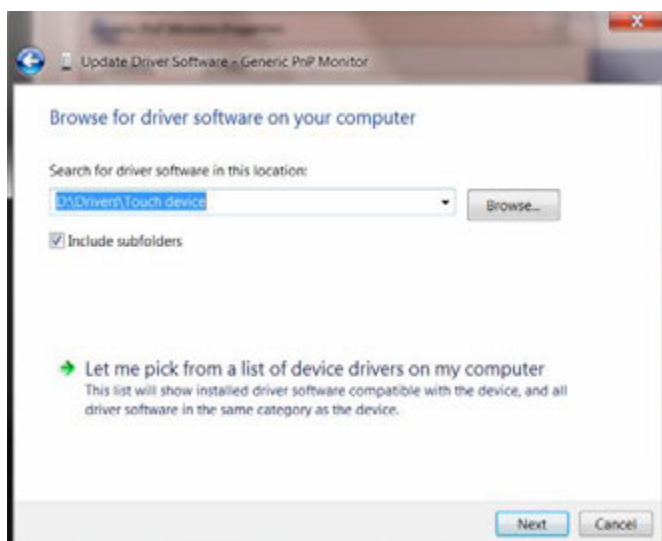 Update Driver Software - Generic PnP Monitor
Browse for driver software on your computer
Search for driver software in this location:
D:\Drivers\Touch device
Browse...
Include subfolders
Let me pick from a list of device drivers on my computer
This list will show installed driver software compatible with the device, and all
driver software in the same category as the device.
Next
Cancel